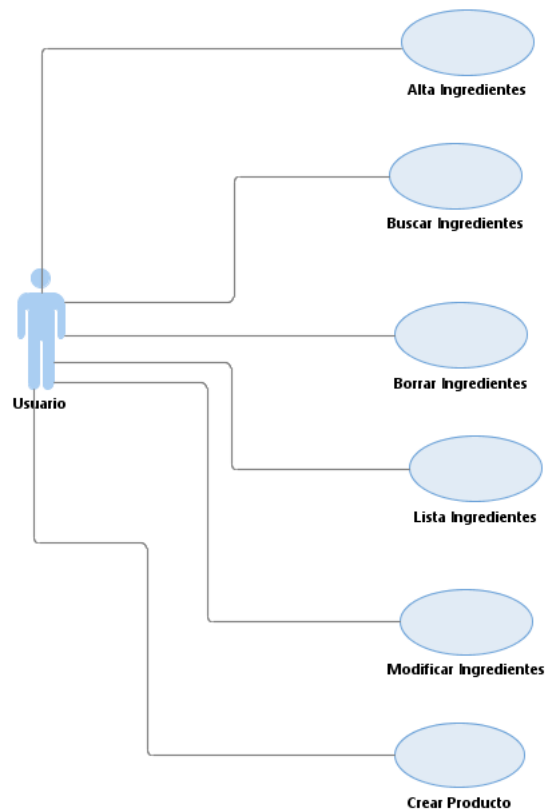 Alta Ingredientes
Buscar Ingredientes
Borrar Ingredientes
Usuario
Lista Ingredientes
Modificar Ingredientes
Crear Producto